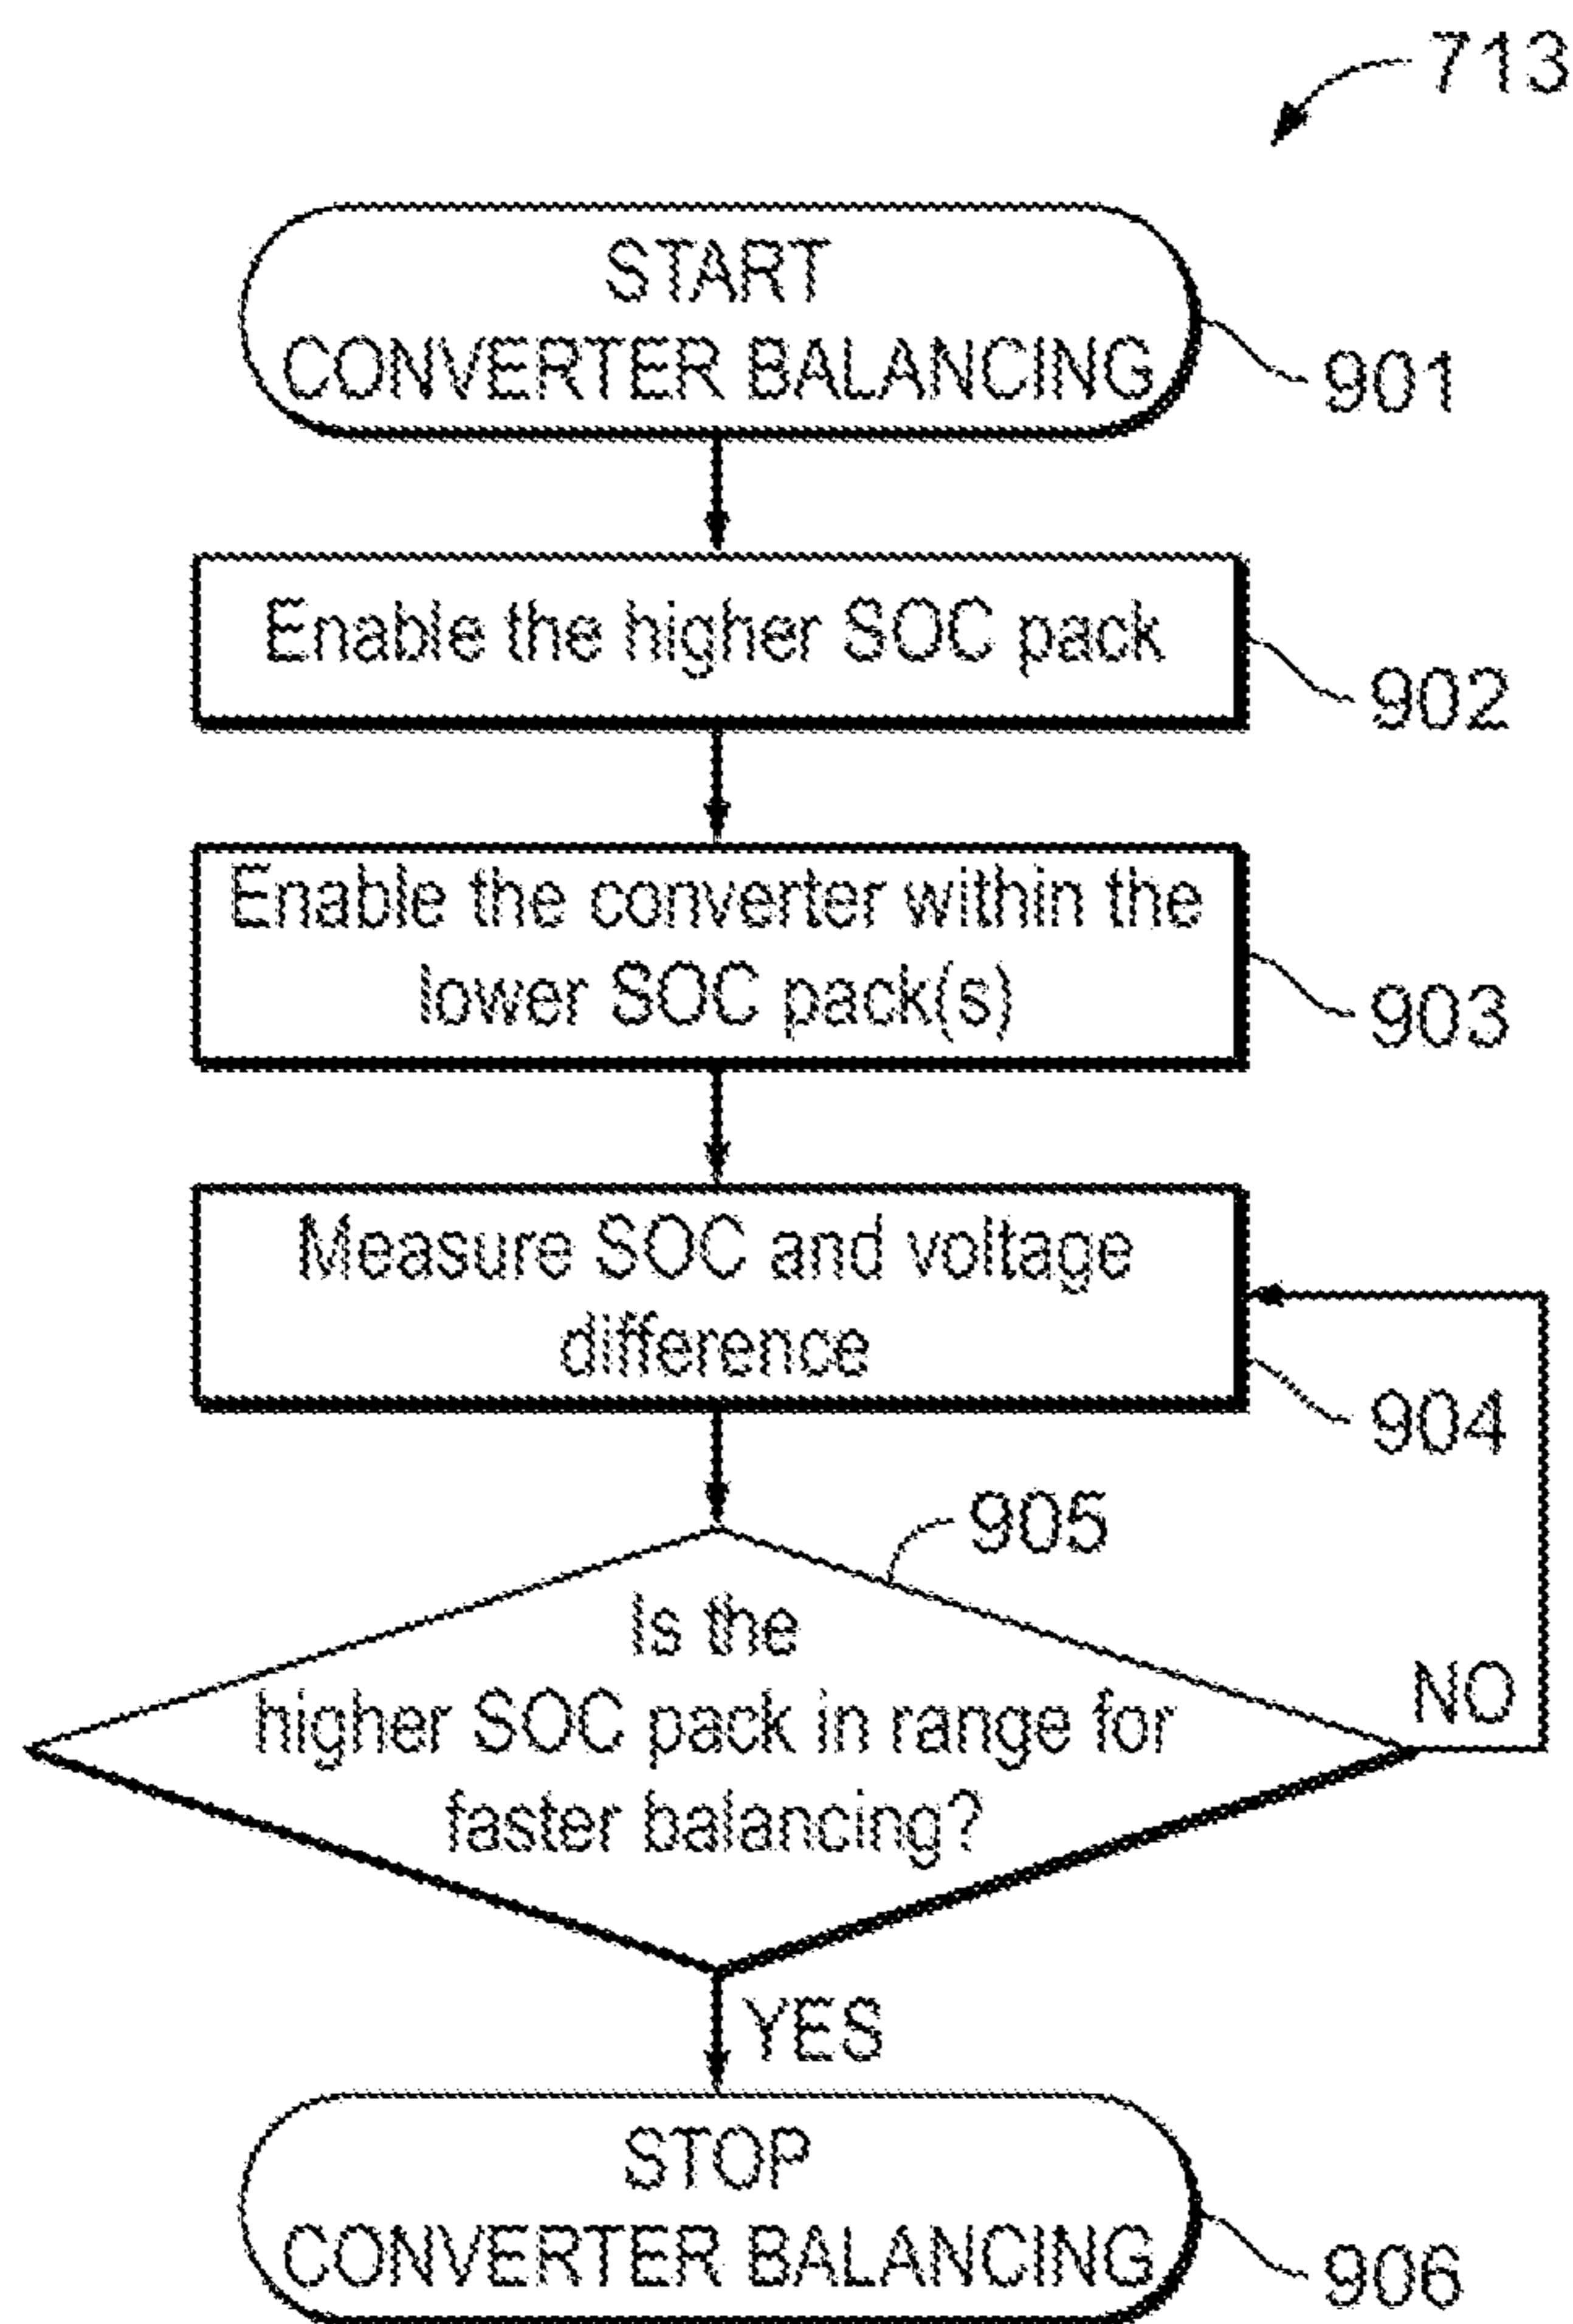 713
START
CONVERTER BALANCING
901
Enable the higher SOC pack
902
Enable the converter within the
lower SOC pack(s)
903
Measure SOC and voltage
difference
904
905
Is the
higher SOC pack in range for
faster balancing?
NO
YES
STOP
CONVERTER BALANCING
906